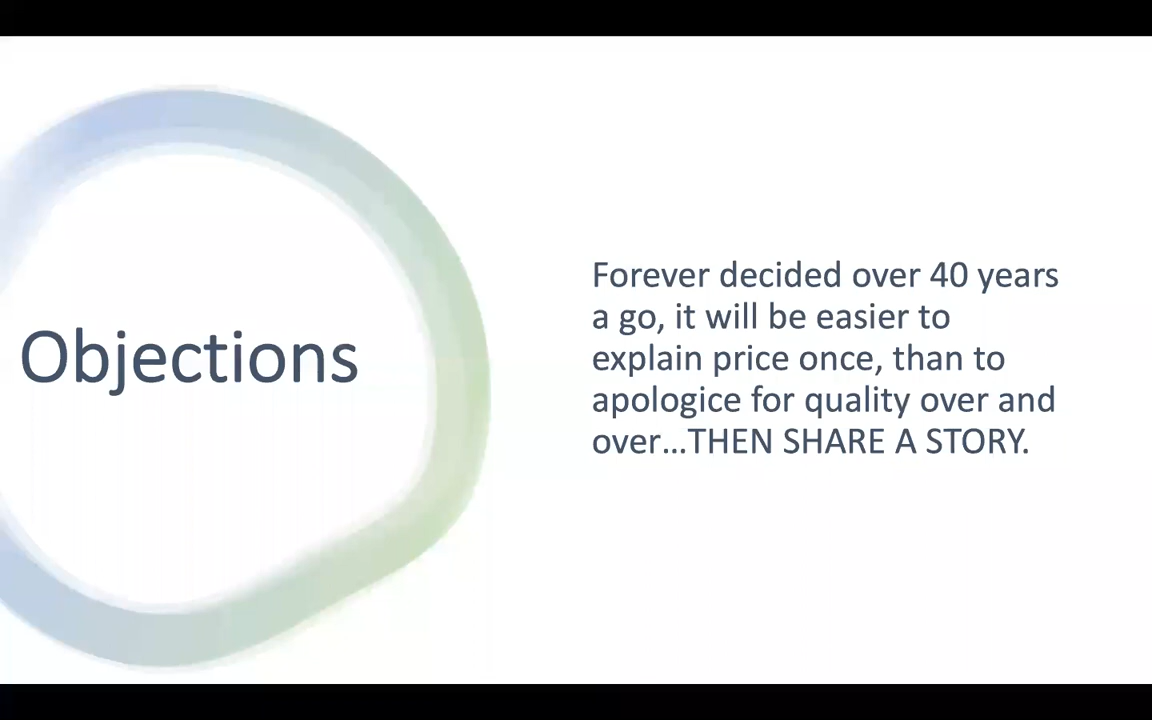 Objections
Forever decided over 40 years
a go, it will be easier to
explain price once, than to
apologice for quality over and
over...THEN SHARE A STORY.